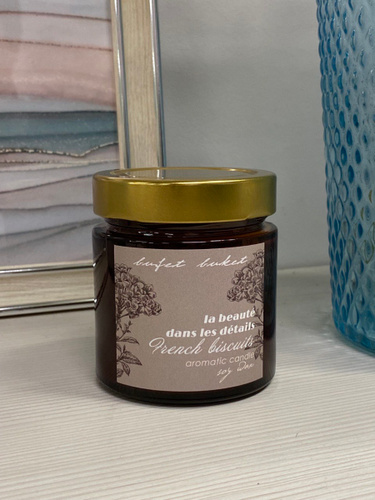 bufet buket
la beauté
dans les détails
French biscuits
aromatic candle
soy wax